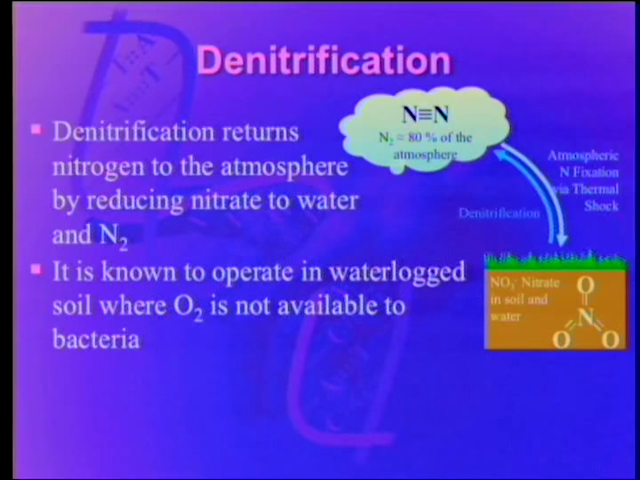 Denitrification
Denitrification returns
nitrogen to the atmosphere
by reducing nitrate to water
and N₂
It is known to operate in waterlogged
soil where O₂ is not available to
bacteria
N≡N
N₂ ≈ 80 % of the
atmosphere
Atmospheric
N Fixation
via Thermal
Shock
Denitrification
NO₃⁻ Nitrate
in soil and
water
O
N
O O